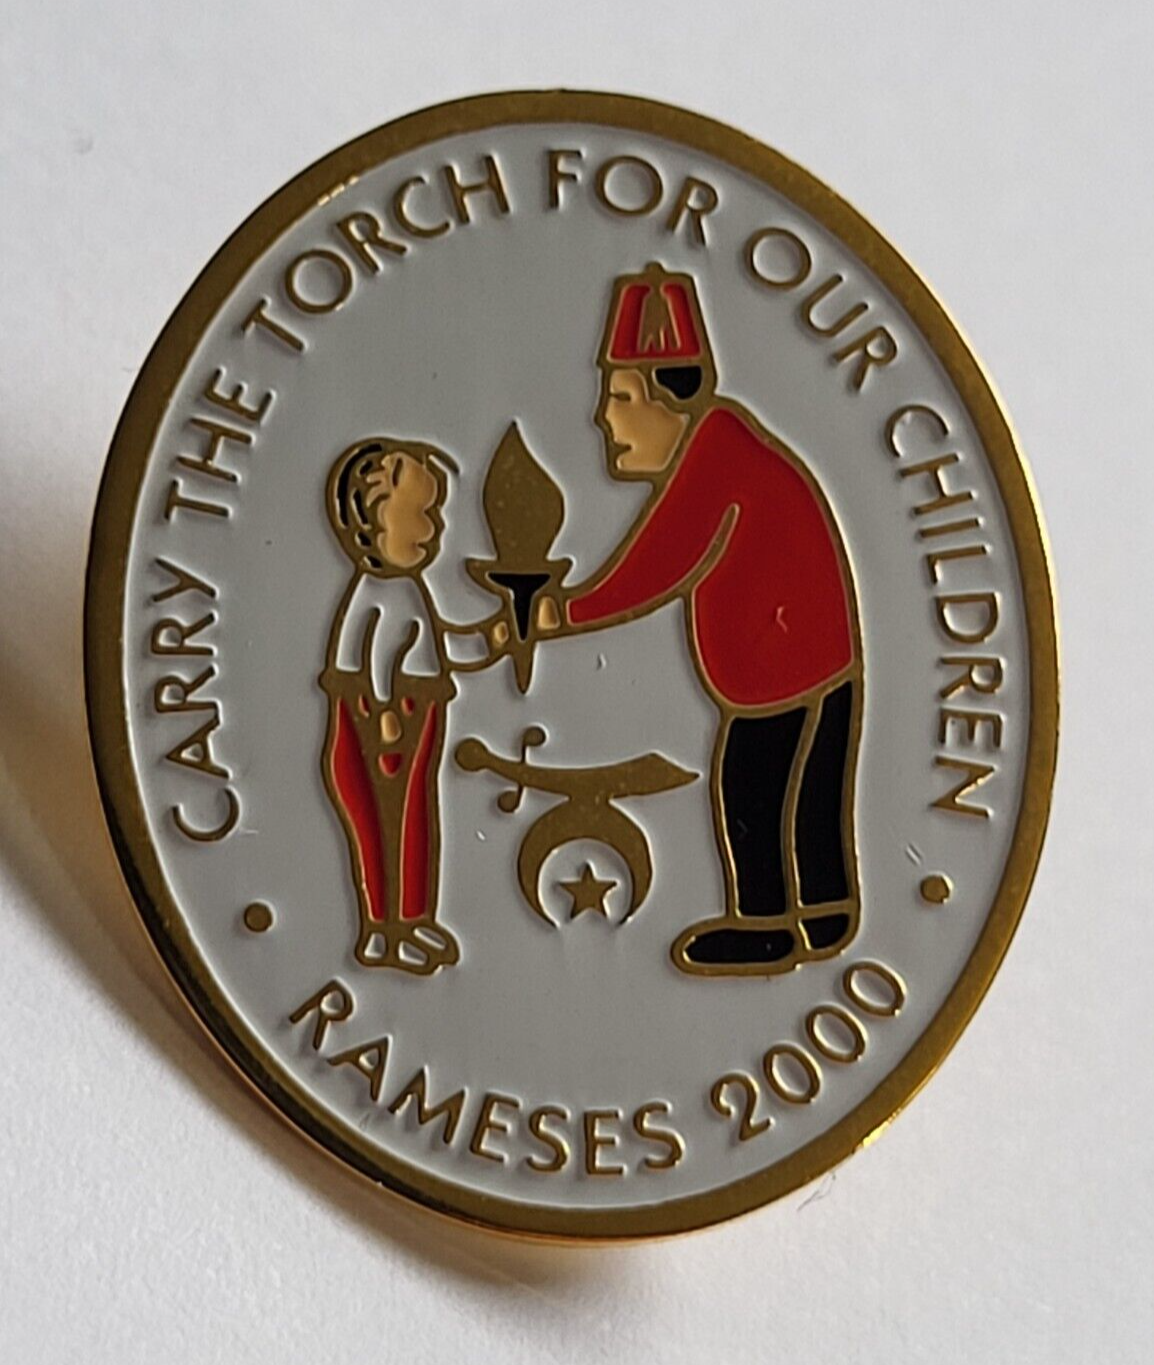 CARRY THE TORCH FOR OUR CHILDREN
RAMESES 2000